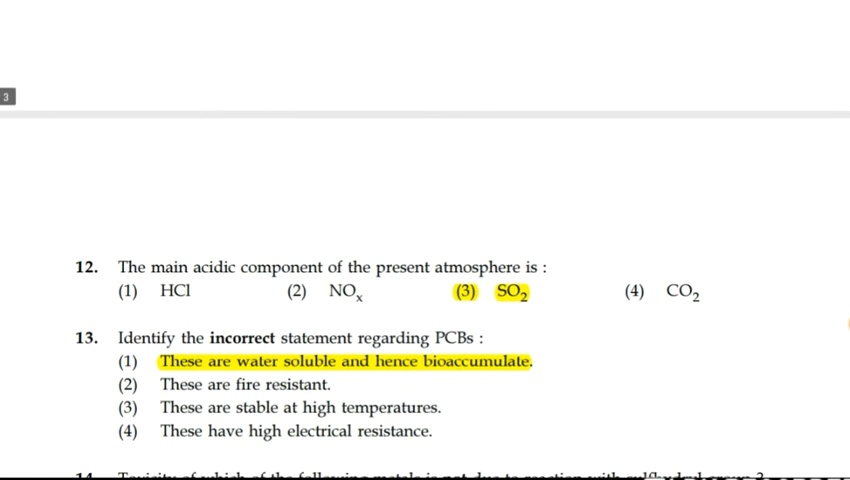 3
12. The main acidic component of the present atmosphere is :
(1) HCl (2) NOₓ (3) SO₂ (4) CO₂
13. Identify the incorrect statement regarding PCBs :
(1) These are water soluble and hence bioaccumulate.
(2) These are fire resistant.
(3) These are stable at high temperatures.
(4) These have high electrical resistance.